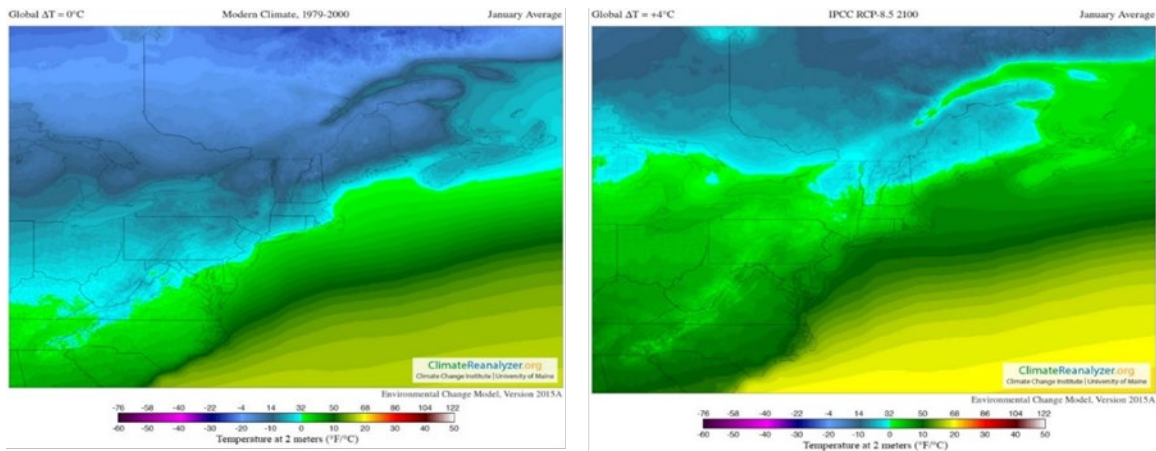 Global ΔT = 0°C Modern Climate, 1979-2000 January Average
ClimateReanalyzer.org
Climate Change Institute | University of Maine
Environmental Change Model, Version 2015A
-76 -58 -40 -22 -4 14 32 50 68 86 104 122
-60 -50 -40 -30 -20 -10 0 10 20 30 40 50
Temperature at 2 meters (°F/°C)
Global ΔT = +4°C IPCC RCP-8.5 2100 January Average
ClimateReanalyzer.org
Climate Change Institute | University of Maine
Environmental Change Model, Version 2015A
-76 -58 -40 -22 -4 14 32 50 68 86 104 122
-60 -50 -40 -30 -20 -10 0 10 20 30 40 50
Temperature at 2 meters (°F/°C)